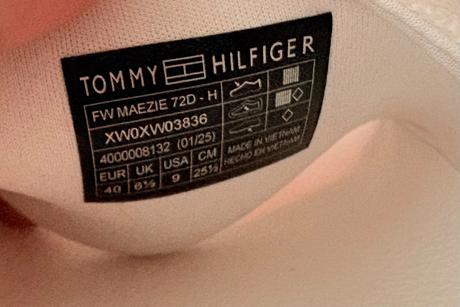 TOMMY HILFIGER
FW MAEZIE 72D - H
XW0XW03836
4000008132 (01/25)
EUR UK USA CM
40 6½ 9 25½
MADE IN VIETNAM
HECHO EN VIETNAM